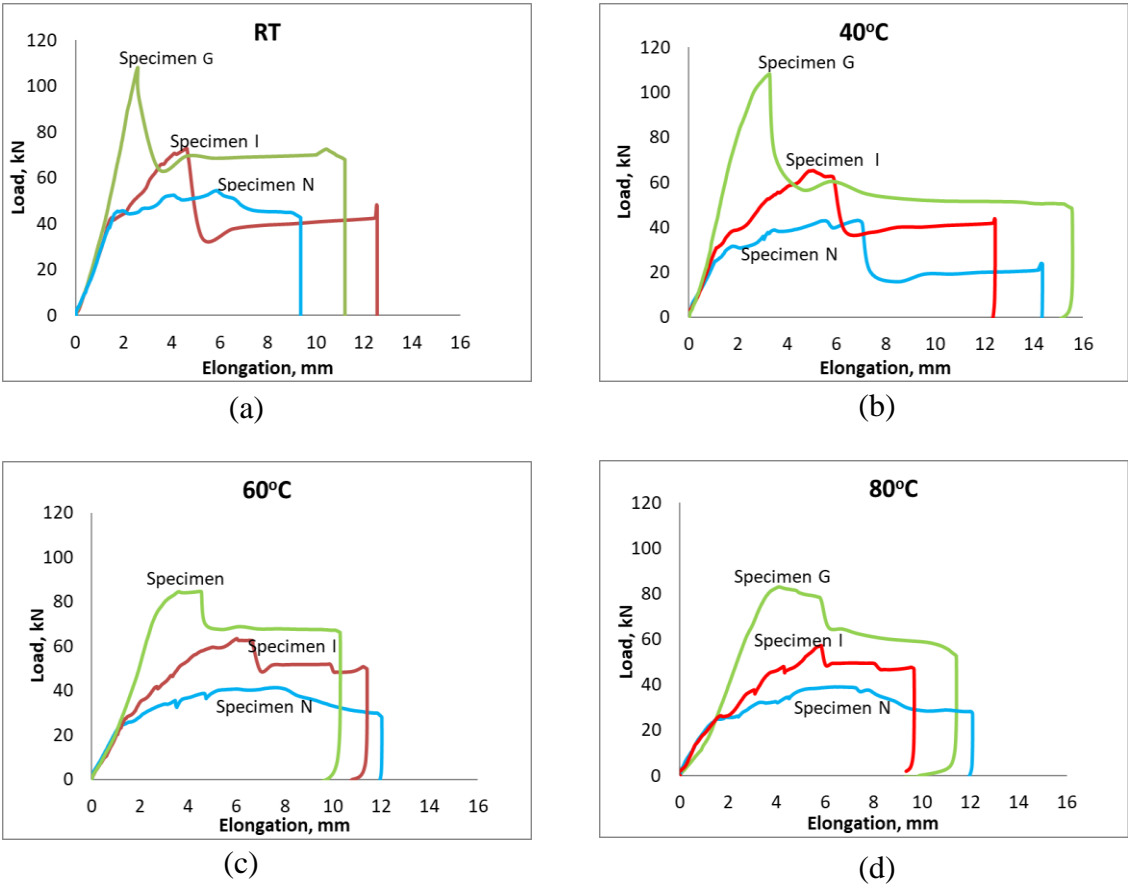 RT
Specimen G
Specimen I
Specimen N
Load, kN
120
100
80
60
40
20
0
0 2 4 6 8 10 12 14 16
Elongation, mm
(a)
40°C
Specimen G
Specimen I
Specimen N
Load, kN
120
100
80
60
40
20
0
0 2 4 6 8 10 12 14 16
Elongation, mm
(b)
60°C
Specimen
Specimen I
Specimen N
Load, kN
120
100
80
60
40
20
0
0 2 4 6 8 10 12 14 16
Elongation, mm
(c)
80°C
Specimen G
Specimen I
Specimen N
Load, kN
120
100
80
60
40
20
0
0 2 4 6 8 10 12 14 16
Elongation, mm
(d)